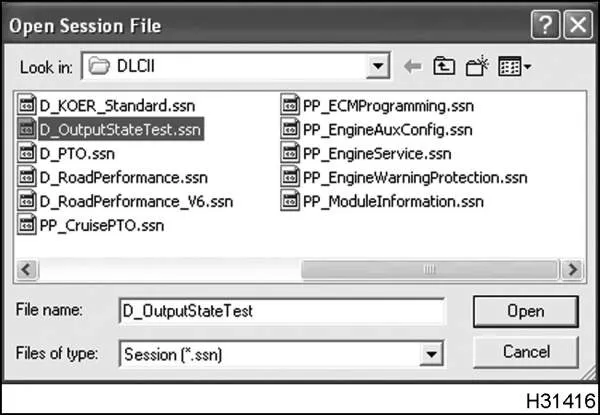 Open Session File
Look in: DLCII
D_KOER_Standard.ssn
D_OutputStateTest.ssn
D_PTO.ssn
D_RoadPerformance.ssn
D_RoadPerformance_V6.ssn
PP_CruisePTO.ssn
PP_ECMProgramming.ssn
PP_EngineAuxConfig.ssn
PP_EngineService.ssn
PP_EngineWarningProtection.ssn
PP_ModuleInformation.ssn
File name: D_OutputStateTest Open
Files of type: Session (*.ssn) Cancel
H31416